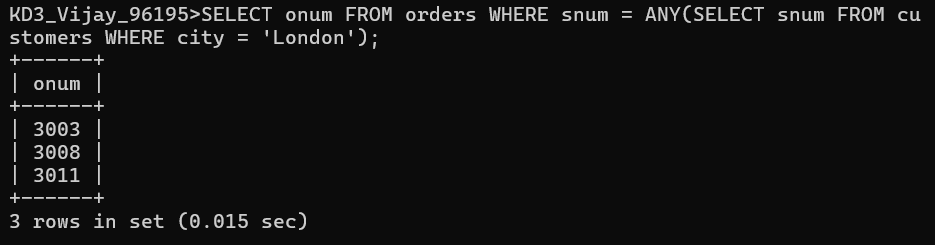 KD3_Vijay_96195>SELECT onum FROM orders WHERE snum = ANY(SELECT snum FROM cu
stomers WHERE city = 'London');
+------+
| onum |
+------+
| 3003 |
| 3008 |
| 3011 |
+------+
3 rows in set (0.015 sec)